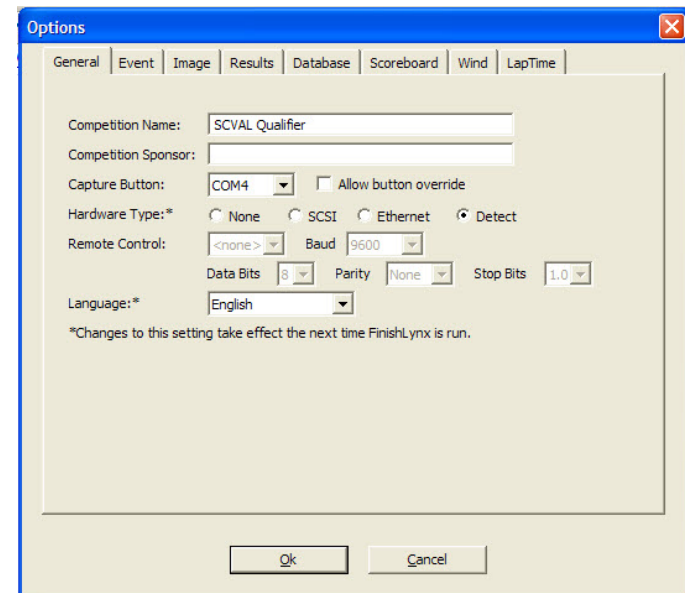 Options
General Event Image Results Database Scoreboard Wind LapTime
Competition Name: SCVAL Qualifier
Competition Sponsor:
Capture Button: COM4 Allow button override
Hardware Type:* None SCSI Ethernet Detect
Remote Control: <none> Baud 9600
Data Bits 8 Parity None Stop Bits 1.0
Language:* English
*Changes to this setting take effect the next time FinishLynx is run.
Ok Cancel